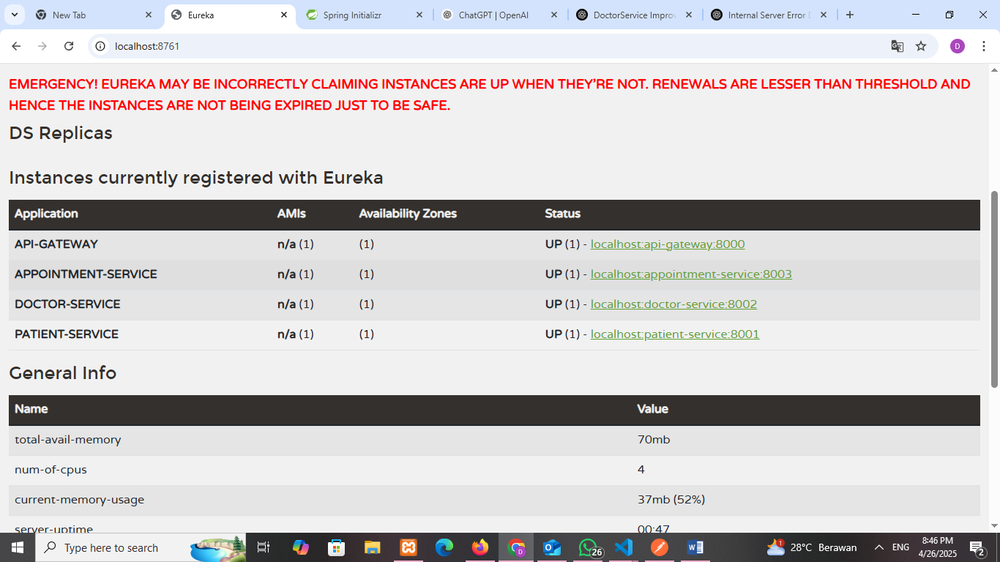 New Tab
Eureka
Spring Initializr
ChatGPT | OpenAI
DoctorService Improv
Internal Server Error D
localhost:8761
D
EMERGENCY! EUREKA MAY BE INCORRECTLY CLAIMING INSTANCES ARE UP WHEN THEY’RE NOT. RENEWALS ARE LESSER THAN THRESHOLD AND
HENCE THE INSTANCES ARE NOT BEING EXPIRED JUST TO BE SAFE.
DS Replicas
Instances currently registered with Eureka
Application AMIs Availability Zones Status
API-GATEWAY n/a (1) (1) UP (1) - localhost:api-gateway:8000
APPOINTMENT-SERVICE n/a (1) (1) UP (1) - localhost:appointment-service:8003
DOCTOR-SERVICE n/a (1) (1) UP (1) - localhost:doctor-service:8002
PATIENT-SERVICE n/a (1) (1) UP (1) - localhost:patient-service:8001
General Info
Name Value
total-avail-memory 70mb
num-of-cpus 4
current-memory-usage 37mb (52%)
server-uptime 00:47
Type here to search
D
26
1
28°C Berawan
ENG
8:46 PM
4/26/2025
2